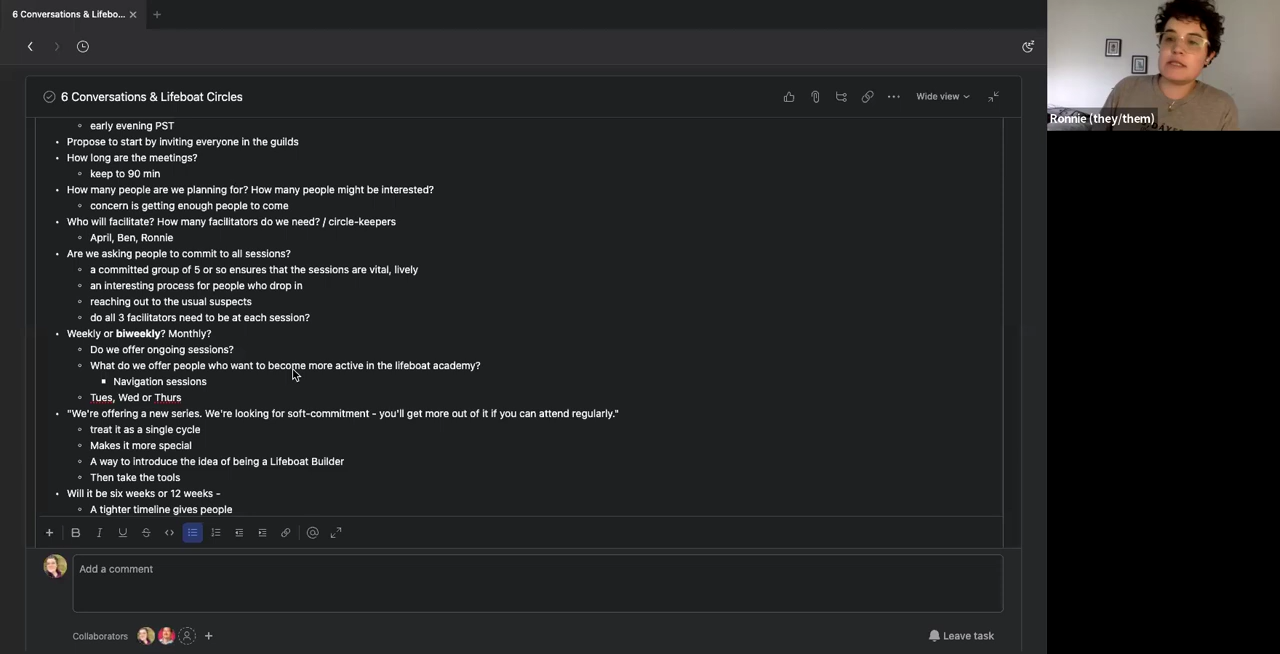 6 Conversations & Lifebo...
6 Conversations & Lifeboat Circles
Wide view
Ronnie (they/them)
early evening PST
Propose to start by inviting everyone in the guilds
How long are the meetings?
keep to 90 min
How many people are we planning for? How many people might be interested?
concern is getting enough people to come
Who will facilitate? How many facilitators do we need? / circle-keepers
April, Ben, Ronnie
Are we asking people to commit to all sessions?
a committed group of 5 or so ensures that the sessions are vital, lively
an interesting process for people who drop in
reaching out to the usual suspects
do all 3 facilitators need to be at each session?
Weekly or biweekly? Monthly?
Do we offer ongoing sessions?
What do we offer people who want to become more active in the lifeboat academy?
Navigation sessions
Tues, Wed or Thurs
"We're offering a new series. We're looking for soft-commitment - you'll get more out of it if you can attend regularly."
treat it as a single cycle
Makes it more special
A way to introduce the idea of being a Lifeboat Builder
Then take the tools
Will it be six weeks or 12 weeks -
A tighter timeline gives people
Add a comment
Collaborators
Leave task